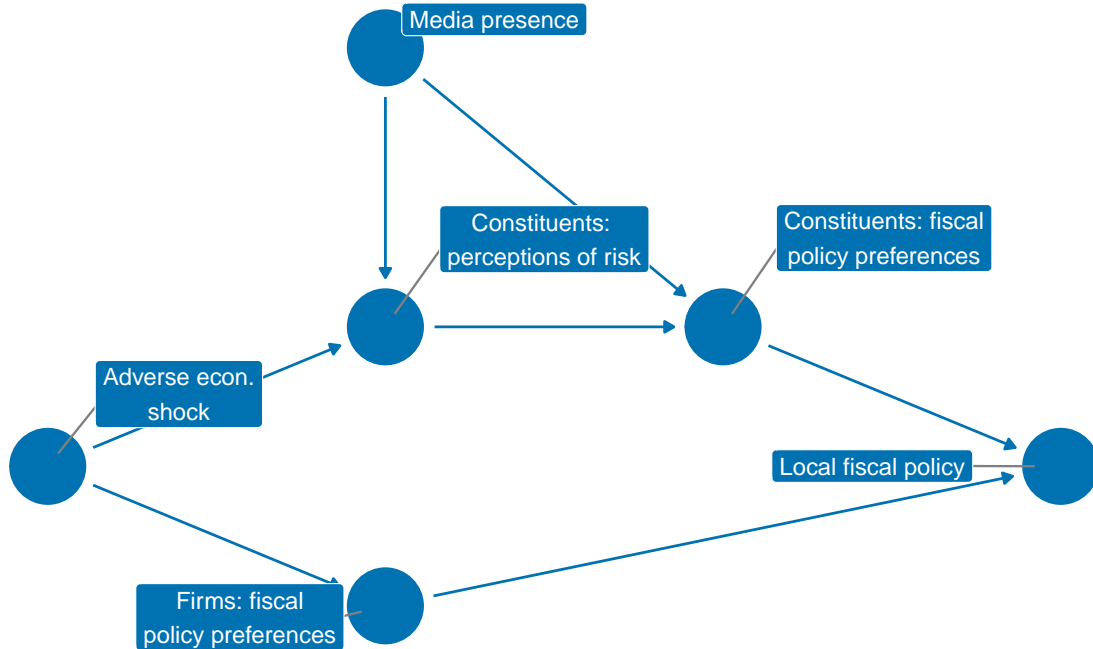 Media presence
Constituents:
perceptions of risk
Constituents: fiscal
policy preferences
Adverse econ.
shock
Local fiscal policy
Firms: fiscal
policy preferences